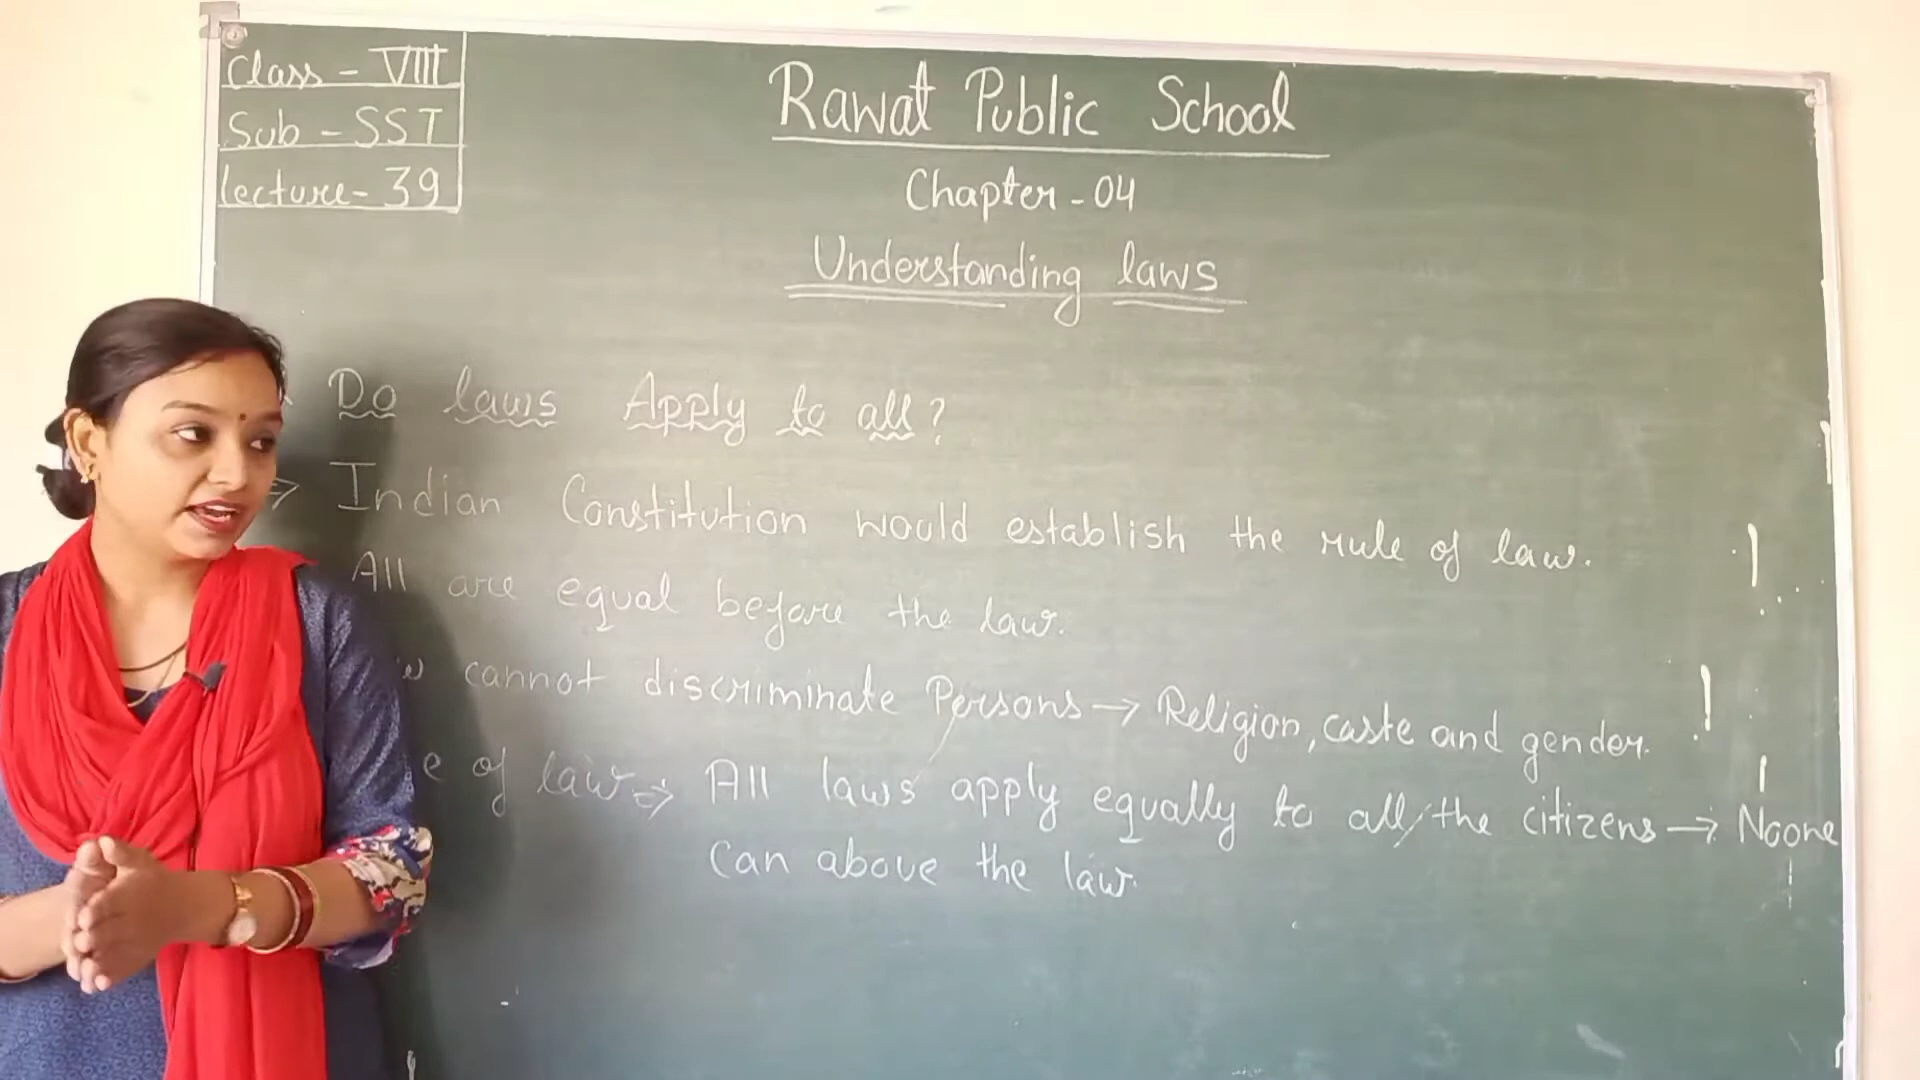 Class - VIII
Sub - SST
Lecture - 39
Rawat Public School
Chapter - 04
Understanding laws
Do laws Apply to all?
⇒ Indian Constitution would establish the rule of law.
All are equal before the law.
cannot discriminate Persons → Religion, caste and gender.
of law ⇒ All laws apply equally to all/the citizens → Noone
Can above the law.